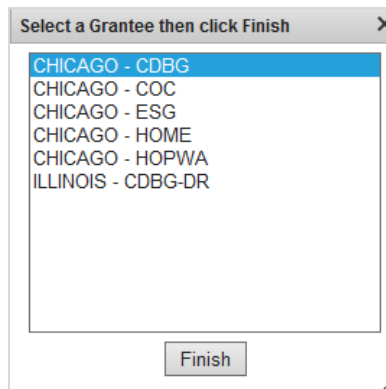 Select a Grantee then click Finish
CHICAGO - CDBG
CHICAGO - COC
CHICAGO - ESG
CHICAGO - HOME
CHICAGO - HOPWA
ILLINOIS - CDBG-DR
Finish